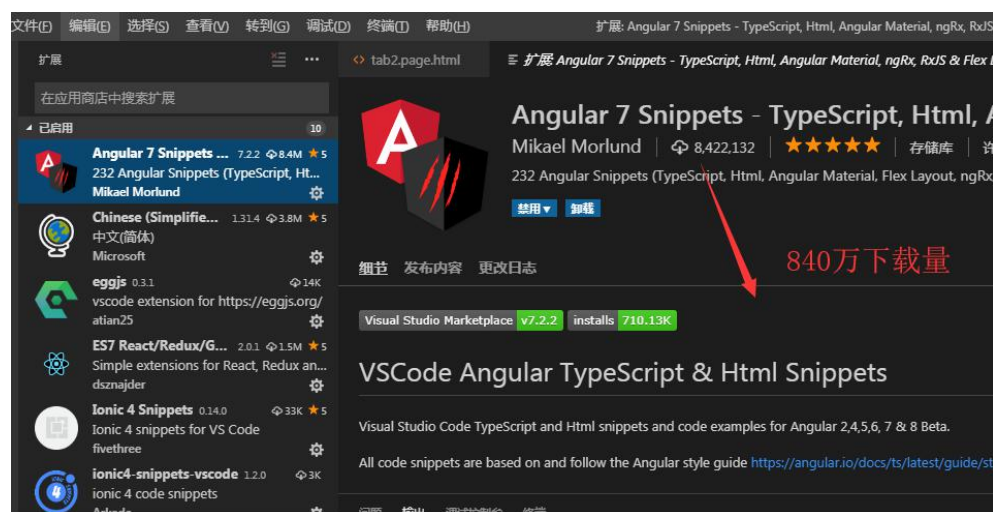 文件(F) 编辑(E) 选择(S) 查看(V) 转到(G) 调试(D) 终端(T) 帮助(H) 扩展: Angular 7 Snippets - TypeScript, Html, Angular Material, ngRx, RxJS
扩展
在应用商店中搜索扩展
已启用 10
Angular 7 Snippets ... 7.2.2 8.4M ★ 5
232 Angular Snippets (TypeScript, Ht...
Mikael Morlund
Chinese (Simplifie... 1.31.4 3.8M ★ 5
中文(简体)
Microsoft
eggjs 0.3.1 14K
vscode extension for https://eggjs.org/
atian25
ES7 React/Redux/G... 2.0.1 1.5M ★ 5
Simple extensions for React, Redux an...
dsznajder
Ionic 4 Snippets 0.14.0 33K ★ 5
Ionic 4 snippets for VS Code
fivethree
ionic4-snippets-vscode 1.2.0 3K
ionic 4 code snippets
tab2.page.html 扩展: Angular 7 Snippets - TypeScript, Html, Angular Material, ngRx, RxJS & Flex
Angular 7 Snippets - TypeScript, Html,
Mikael Morlund | 8,422,132 | ★★★★★ | 存储库 |
232 Angular Snippets (TypeScript, Html, Angular Material, Flex Layout, ngRx
禁用 卸载
840万下载量
细节 发布内容 更改日志
Visual Studio Marketplace v7.2.2 installs 710.13K
VSCode Angular TypeScript & Html Snippets
Visual Studio Code TypeScript and Html snippets and code examples for Angular 2,4,5,6, 7 & 8 Beta.
All code snippets are based on and follow the Angular style guide https://angular.io/docs/ts/latest/guide/st